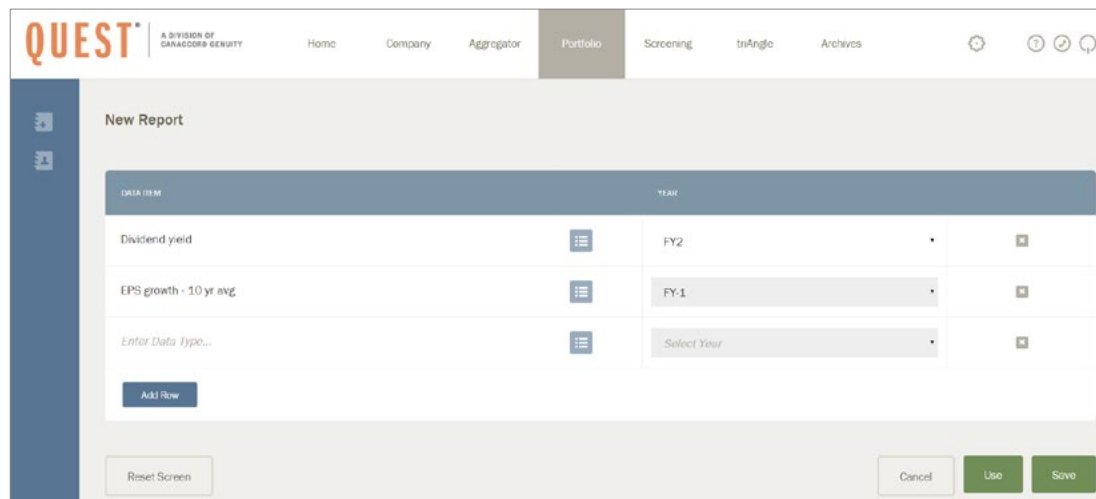 QUEST® A DIVISION OF
CANACCORD GENUITY
Home Company Aggregator Portfolio Screening triAngle Archives
New Report
DATA ITEM YEAR
Dividend yield FY2
EPS growth - 10 yr avg FY-1
Enter Data Type... Select Year
Add Row
Reset Screen Cancel Use Save